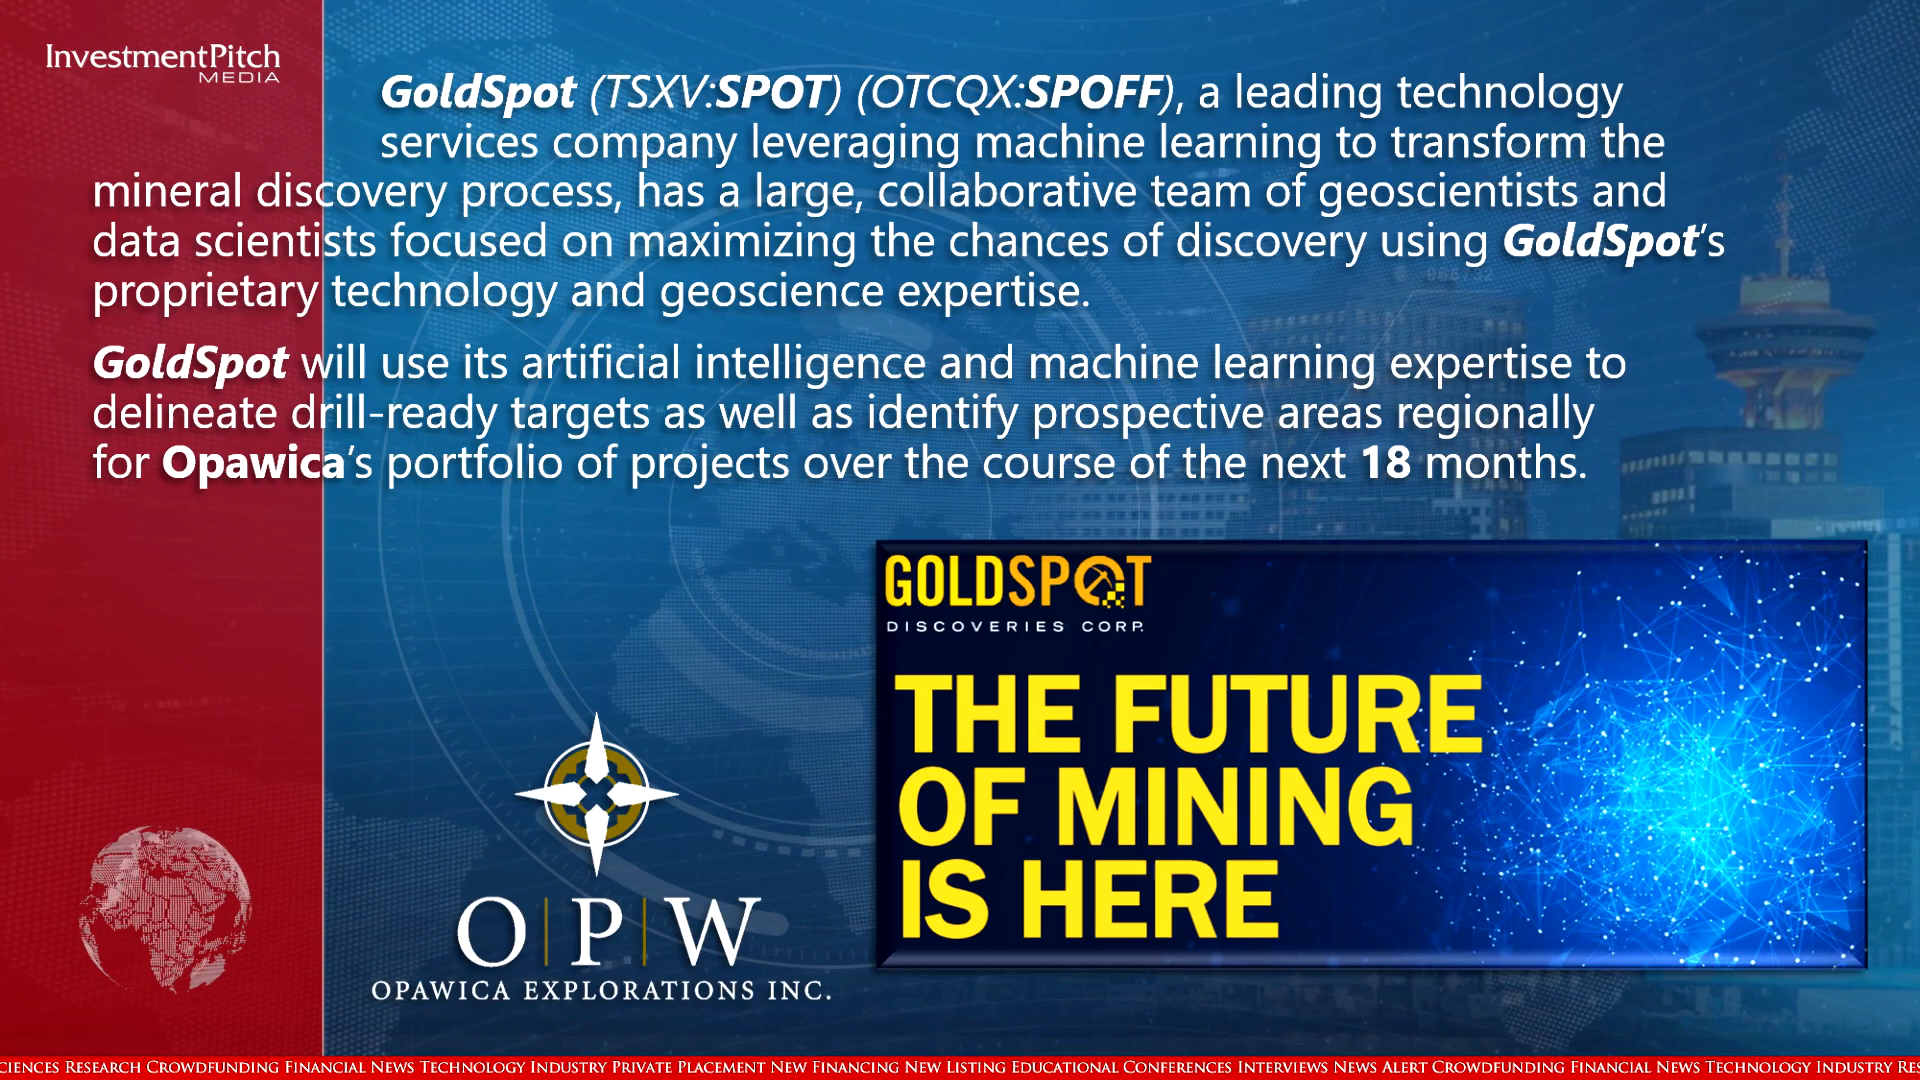 InvestmentPitch
MEDIA
GoldSpot (TSXV:SPOT) (OTCQX:SPOFF), a leading technology
services company leveraging machine learning to transform the
mineral discovery process, has a large, collaborative team of geoscientists and
data scientists focused on maximizing the chances of discovery using GoldSpot's
proprietary technology and geoscience expertise.
GoldSpot will use its artificial intelligence and machine learning expertise to
delineate drill-ready targets as well as identify prospective areas regionally
for Opawica's portfolio of projects over the course of the next 18 months.
GOLDSPOT
DISCOVERIES CORP.
THE FUTURE
OF MINING
IS HERE
O|P|W
OPAWICA EXPLORATIONS INC.
CIENCES RESEARCH CROWDFUNDING FINANCIAL NEWS TECHNOLOGY INDUSTRY PRIVATE PLACEMENT NEW FINANCING NEW LISTING EDUCATIONAL CONFERENCES INTERVIEWS NEWS ALERT CROWDFUNDING FINANCIAL NEWS TECHNOLOGY INDUSTRY RES